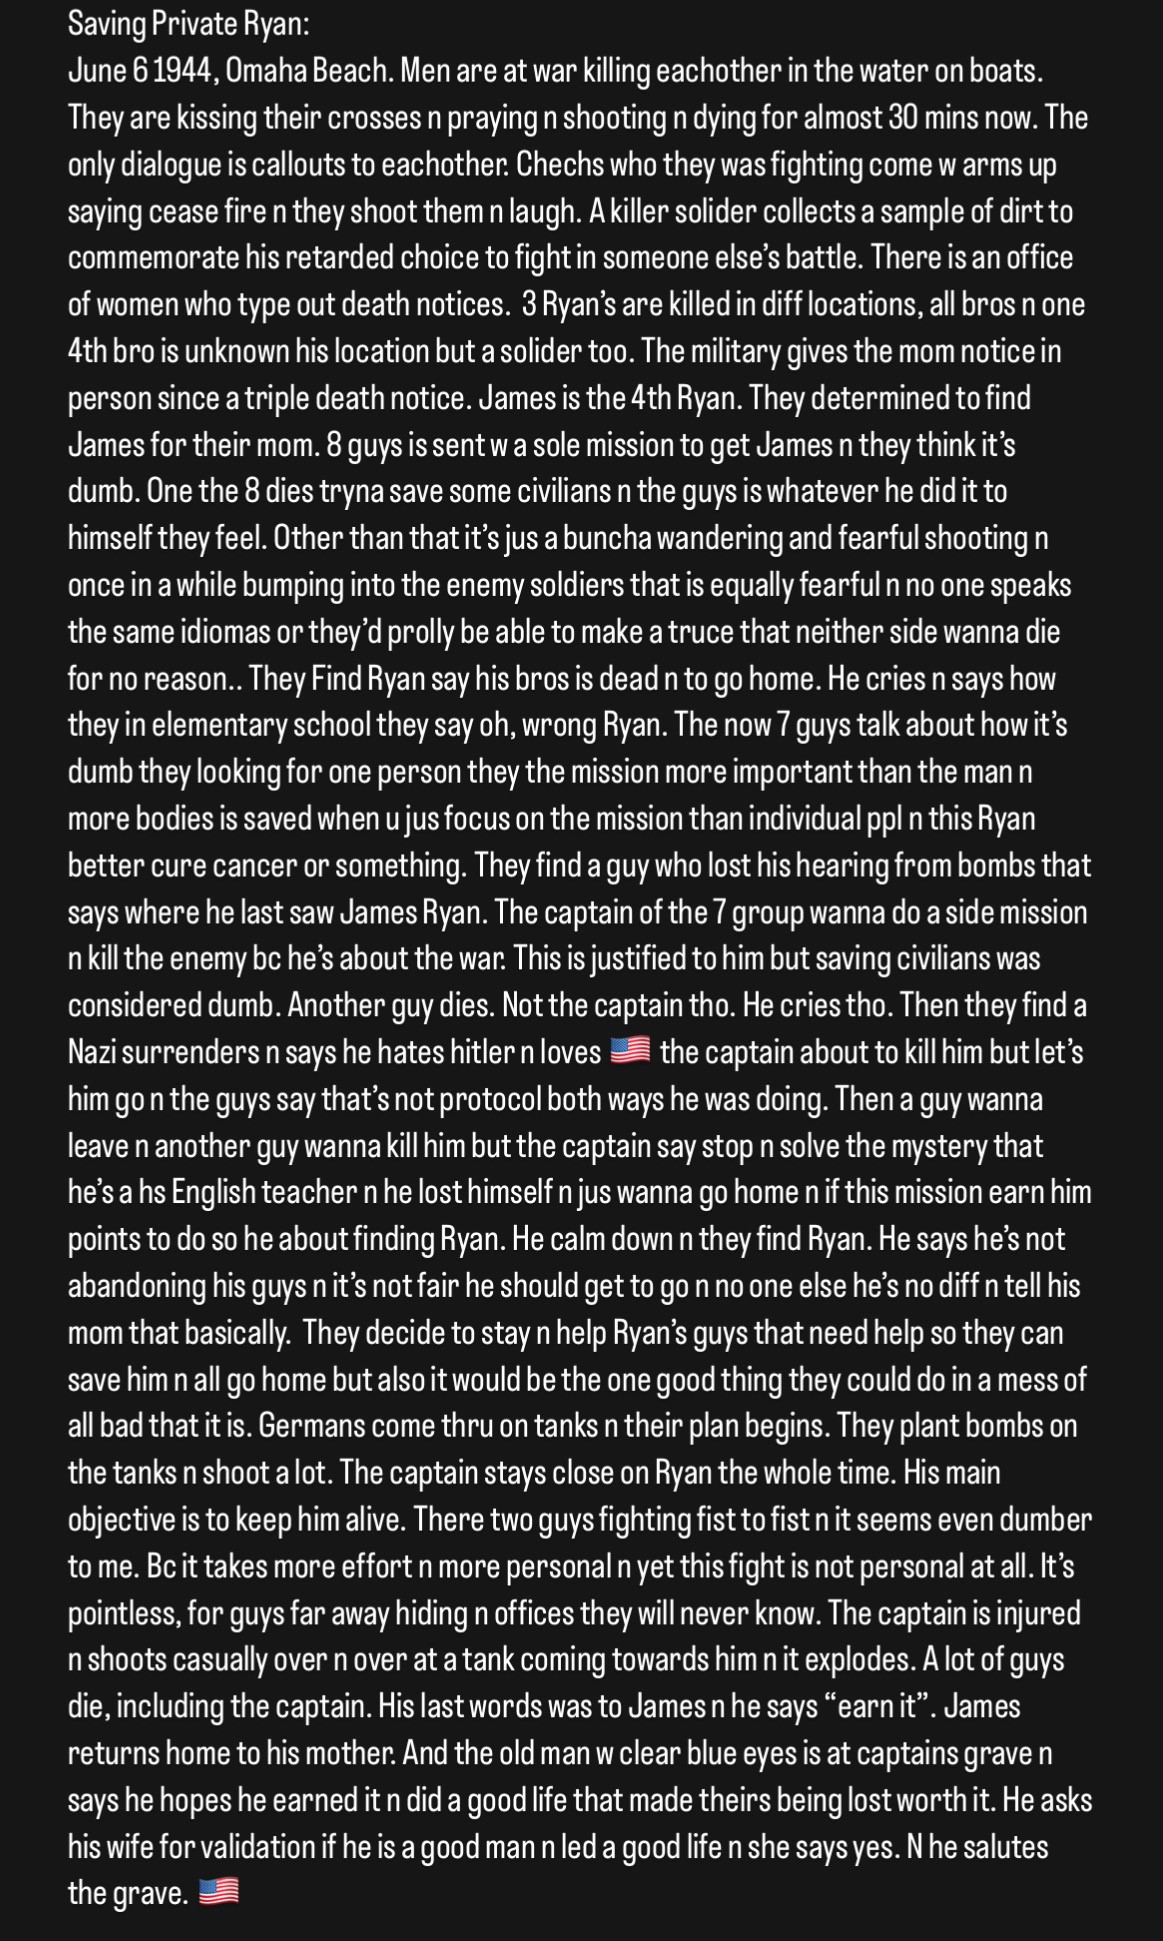 Saving Private Ryan:
June 6 1944, Omaha Beach. Men are at war killing eachother in the water on boats.
They are kissing their crosses n praying n shooting n dying for almost 30 mins now. The
only dialogue is callouts to eachother. Chechs who they was fighting come w arms up
saying cease fire n they shoot them n laugh. A killer solider collects a sample of dirt to
commemorate his retarded choice to fight in someone else’s battle. There is an office
of women who type out death notices.  3 Ryan’s are killed in diff locations, all bros n one
4th bro is unknown his location but a solider too. The military gives the mom notice in
person since a triple death notice. James is the 4th Ryan. They determined to find
James for their mom. 8 guys is sent w a sole mission to get James n they think it’s
dumb. One the 8 dies tryna save some civilians n the guys is whatever he did it to
himself they feel. Other than that it’s jus a buncha wandering and fearful shooting n
once in a while bumping into the enemy soldiers that is equally fearful n no one speaks
the same idiomas or they’d prolly be able to make a truce that neither side wanna die
for no reason.. They Find Ryan say his bros is dead n to go home. He cries n says how
they in elementary school they say oh, wrong Ryan. The now 7 guys talk about how it’s
dumb they looking for one person they the mission more important than the man n
more bodies is saved when u jus focus on the mission than individual ppl n this Ryan
better cure cancer or something. They find a guy who lost his hearing from bombs that
says where he last saw James Ryan. The captain of the 7 group wanna do a side mission
n kill the enemy bc he’s about the war. This is justified to him but saving civilians was
considered dumb. Another guy dies. Not the captain tho. He cries tho. Then they find a
Nazi surrenders n says he hates hitler n loves 🇺🇸 the captain about to kill him but let’s
him go n the guys say that’s not protocol both ways he was doing. Then a guy wanna
leave n another guy wanna kill him but the captain say stop n solve the mystery that
he’s a hs English teacher n he lost himself n jus wanna go home n if this mission earn him
points to do so he about finding Ryan. He calm down n they find Ryan. He says he’s not
abandoning his guys n it’s not fair he should get to go n no one else he’s no diff n tell his
mom that basically.  They decide to stay n help Ryan’s guys that need help so they can
save him n all go home but also it would be the one good thing they could do in a mess of
all bad that it is. Germans come thru on tanks n their plan begins. They plant bombs on
the tanks n shoot a lot. The captain stays close on Ryan the whole time. His main
objective is to keep him alive. There two guys fighting fist to fist n it seems even dumber
to me. Bc it takes more effort n more personal n yet this fight is not personal at all. It’s
pointless, for guys far away hiding n offices they will never know. The captain is injured
n shoots casually over n over at a tank coming towards him n it explodes. A lot of guys
die, including the captain. His last words was to James n he says “earn it”. James
returns home to his mother. And the old man w clear blue eyes is at captains grave n
says he hopes he earned it n did a good life that made theirs being lost worth it. He asks
his wife for validation if he is a good man n led a good life n she says yes. N he salutes
the grave. 🇺🇸